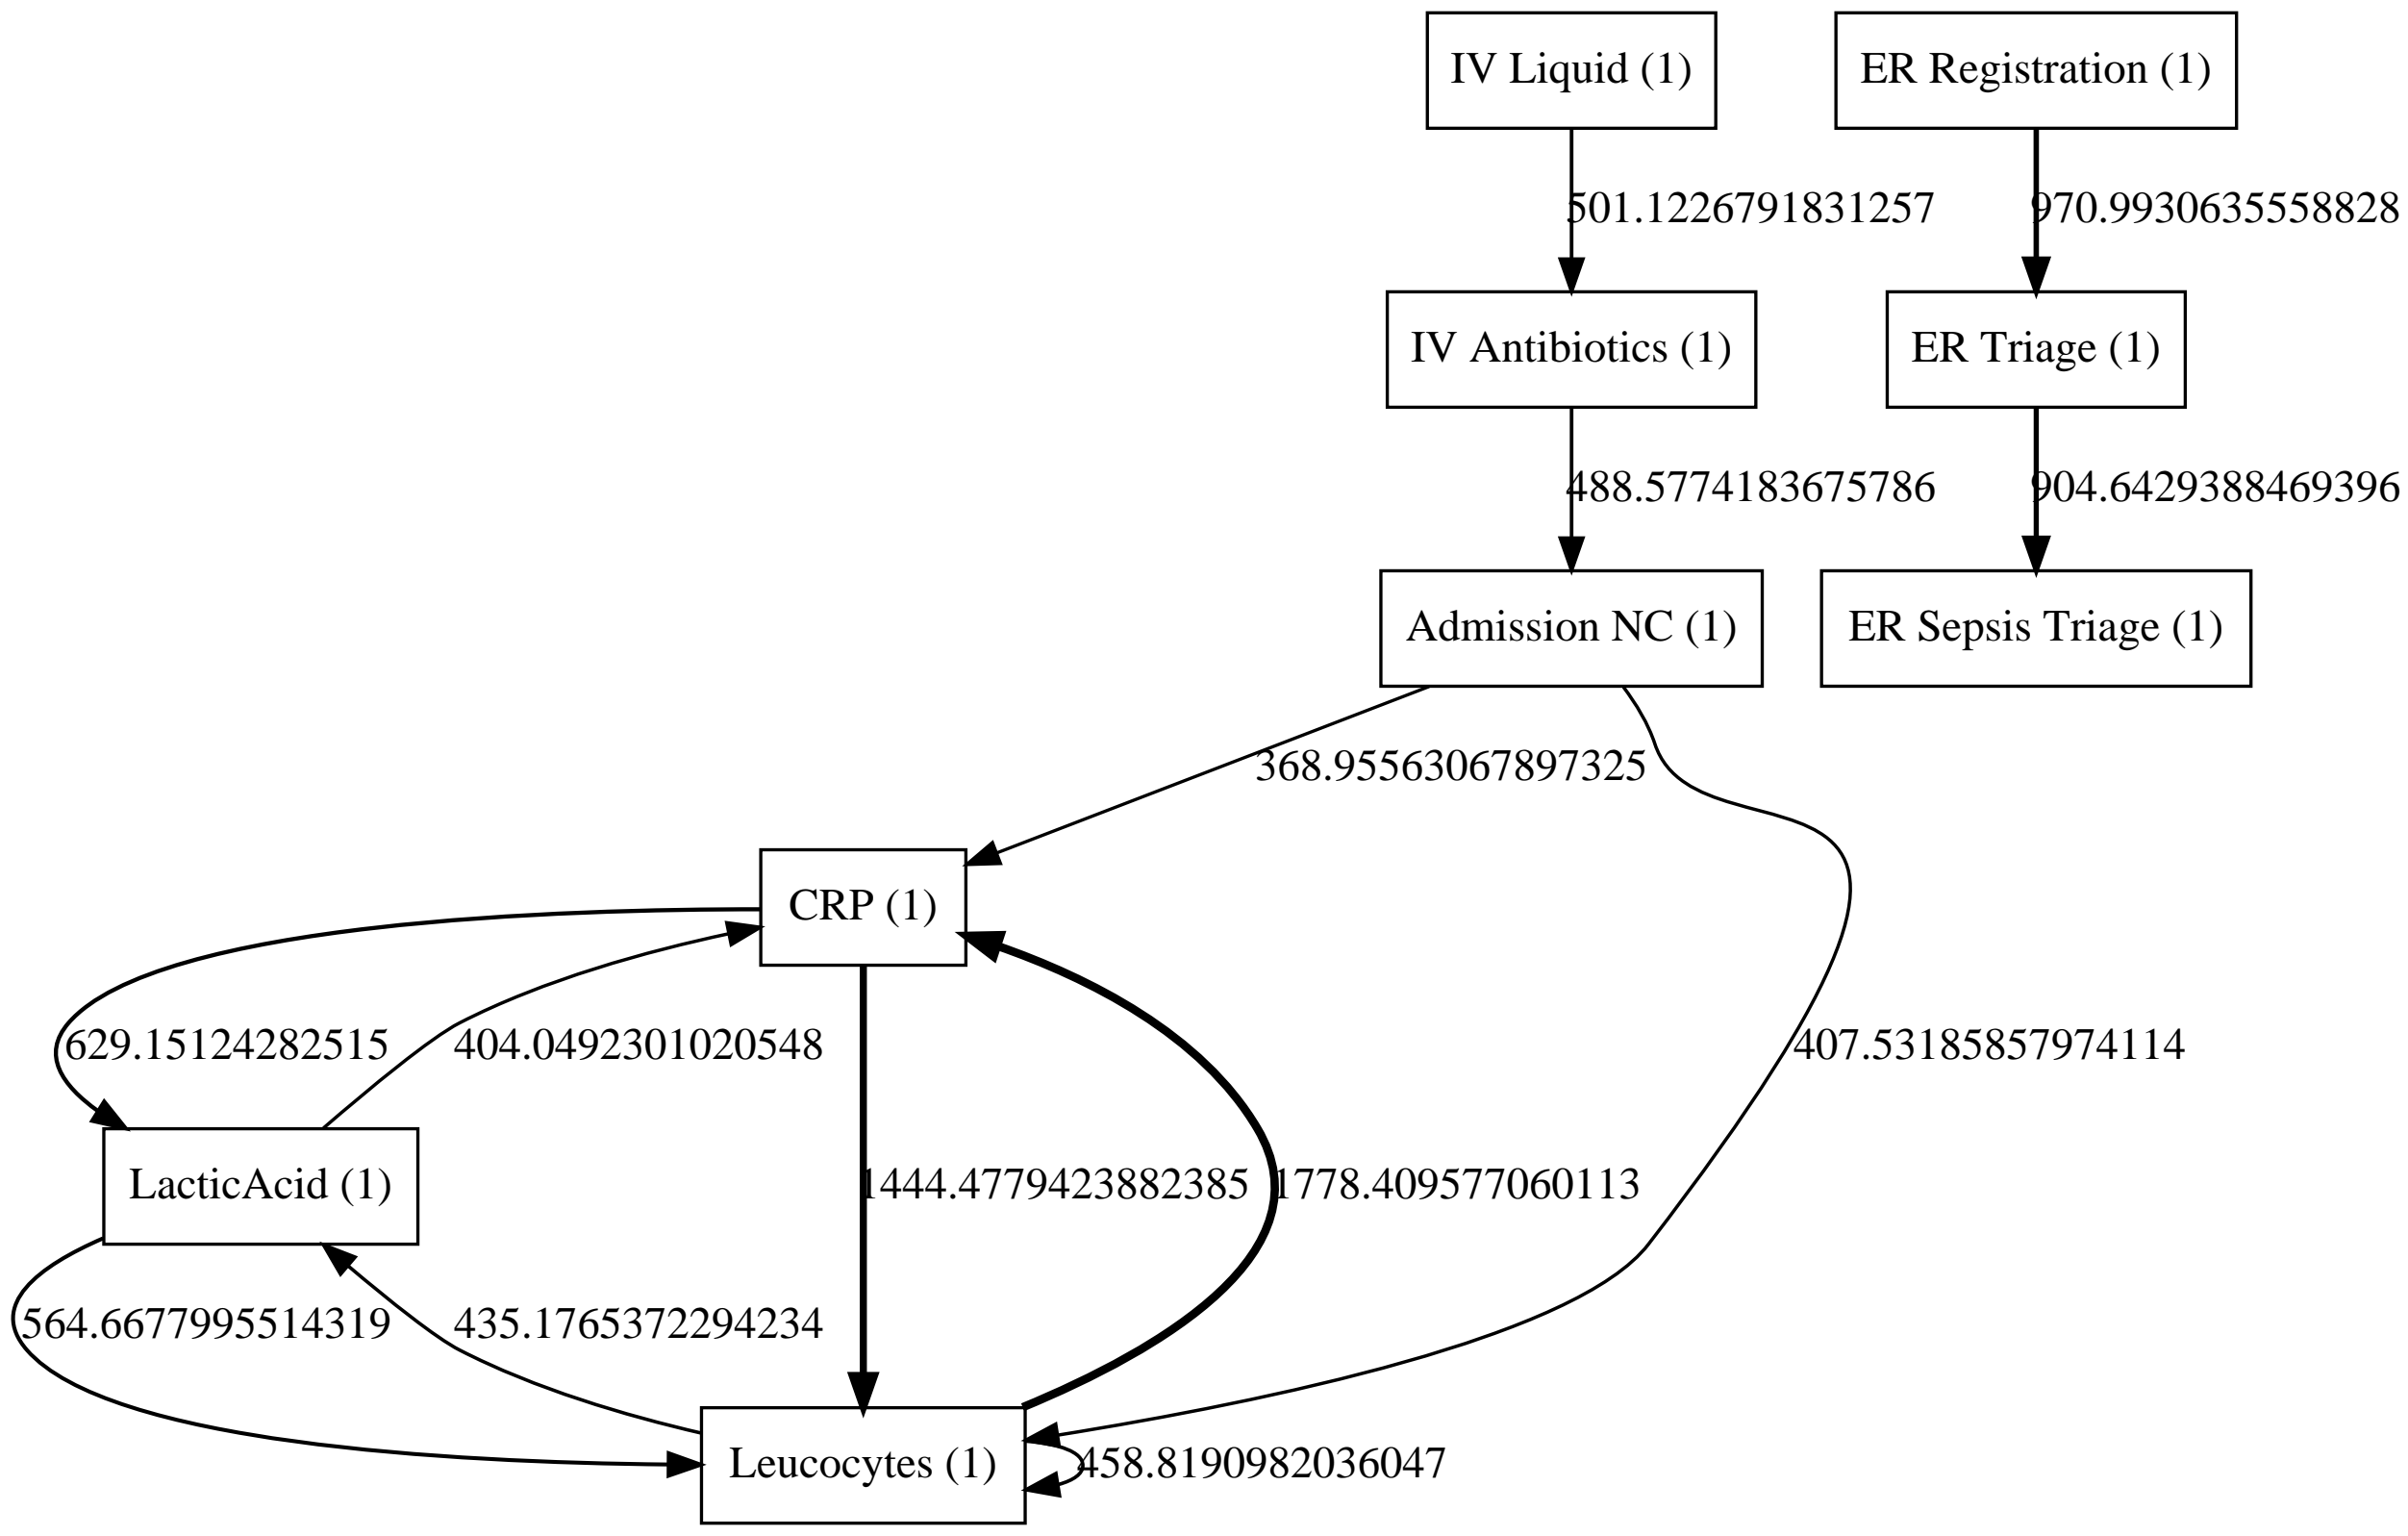 IV Liquid (1)
ER Registration (1)
501.1226791831257
970.9930635558828
IV Antibiotics (1)
ER Triage (1)
488.5774183675786
904.6429388469396
Admission NC (1)
ER Sepsis Triage (1)
368.95563067897325
CRP (1)
629.15124282515
404.0492301020548
407.53185857974114
LacticAcid (1)
1444.4779423882385
1778.409577060113
564.6677995514319
435.1765372294234
Leucocytes (1)
458.8190982036047